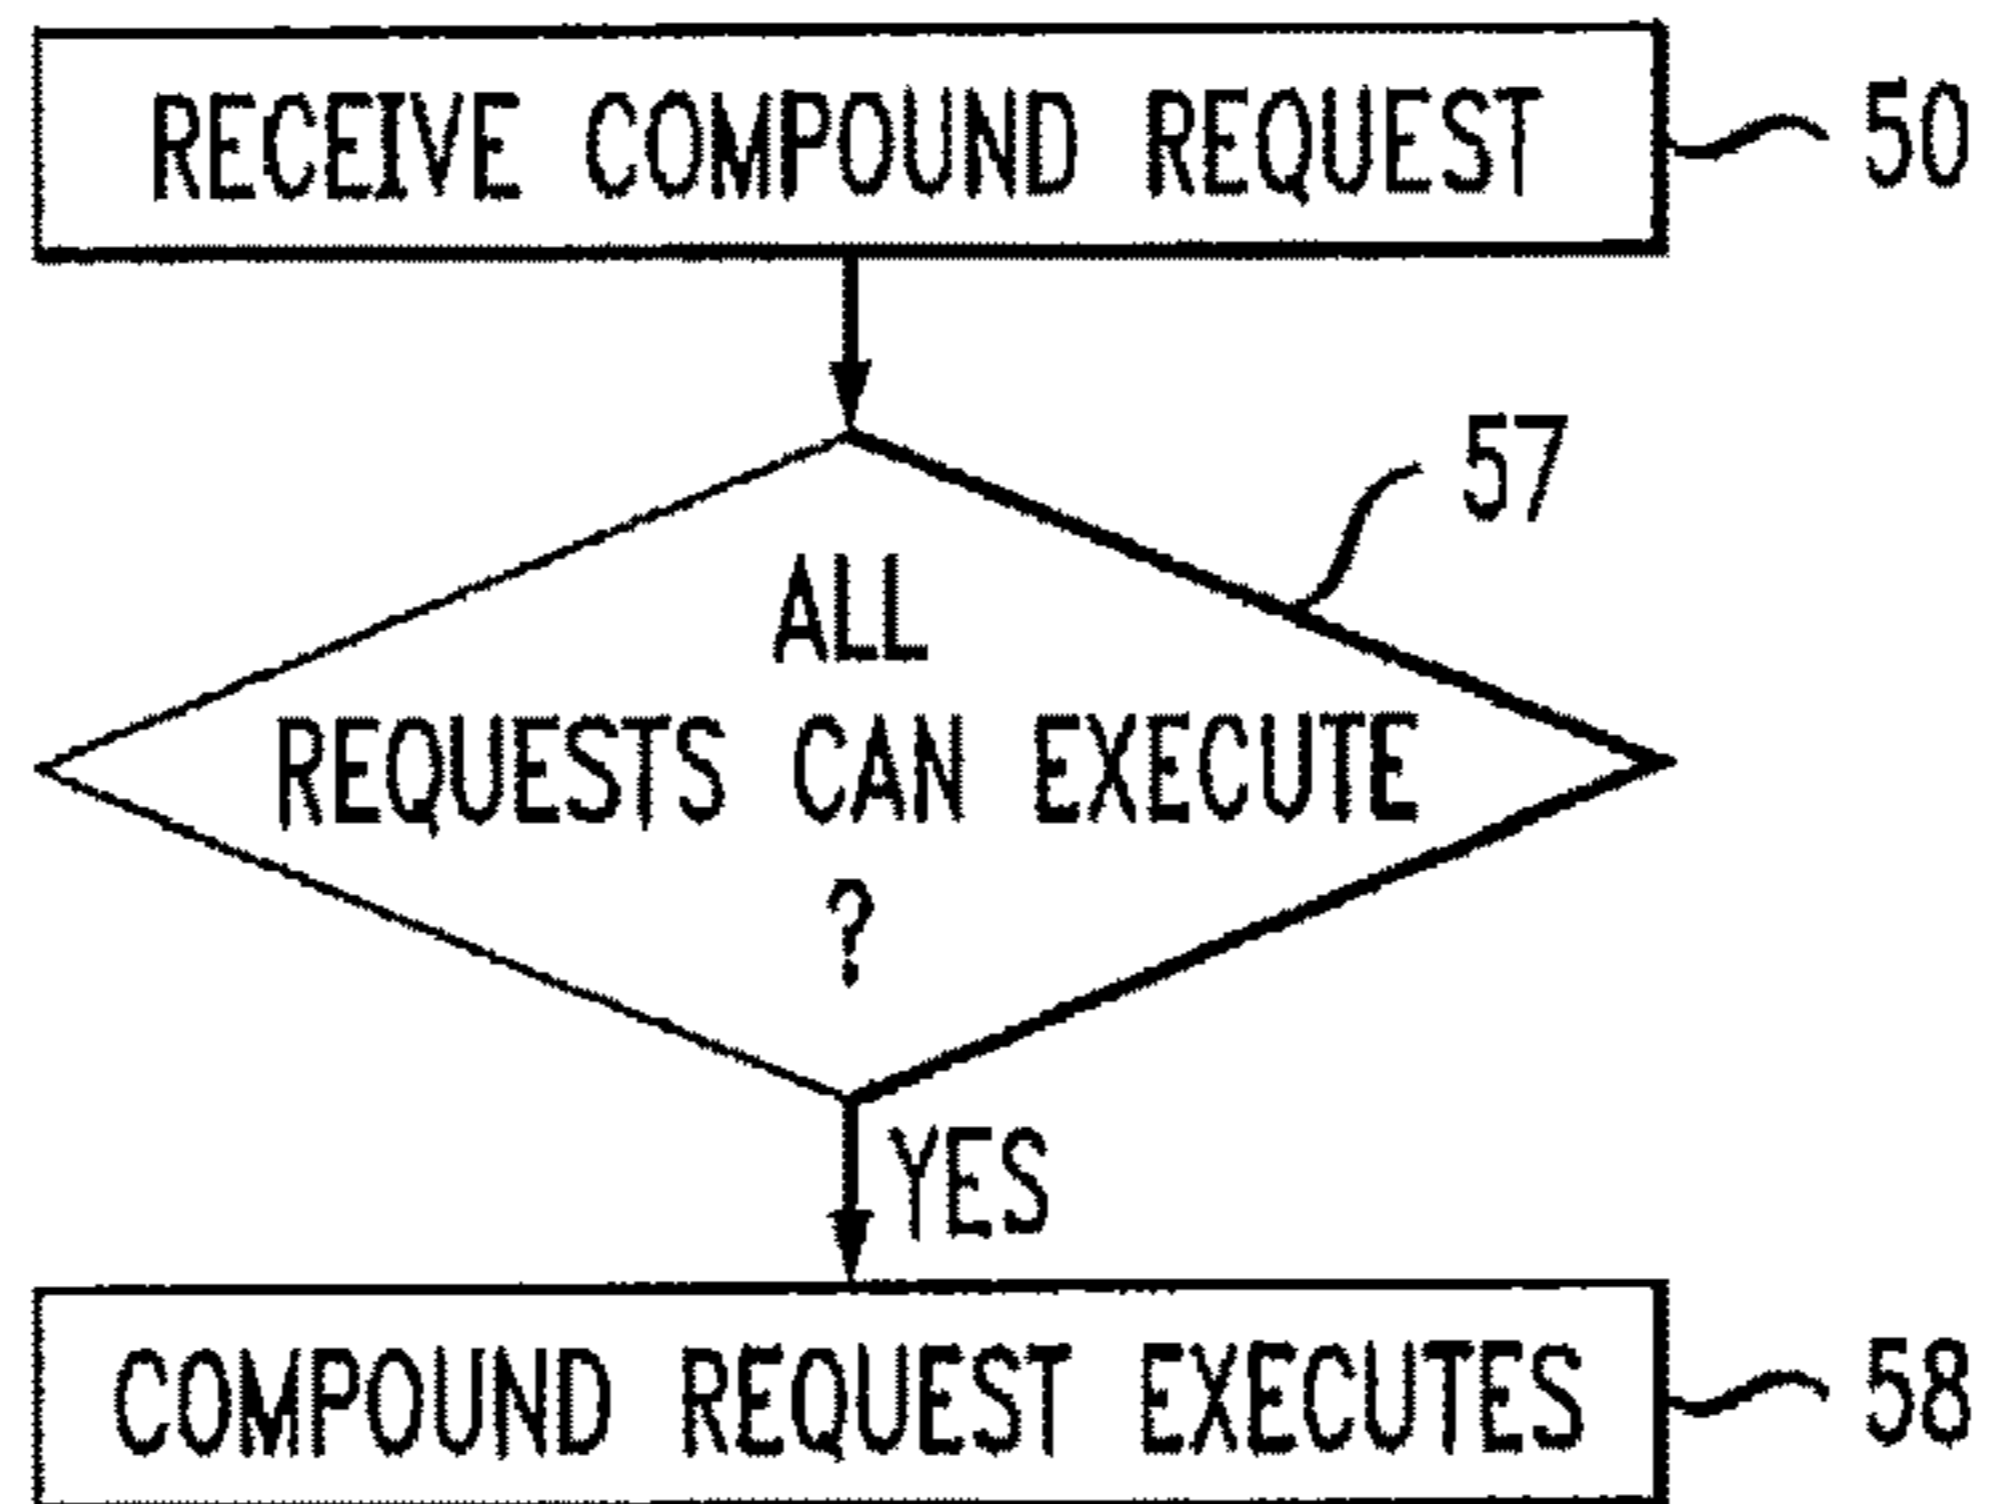 RECEIVE COMPOUND REQUEST
50
57
ALL
REQUESTS CAN EXECUTE
?
YES
COMPOUND REQUEST EXECUTES
58